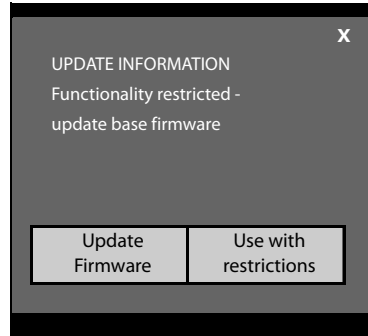 X
UPDATE INFORMATION
Functionality restricted -
update base firmware
Update
Firmware
Use with
restrictions